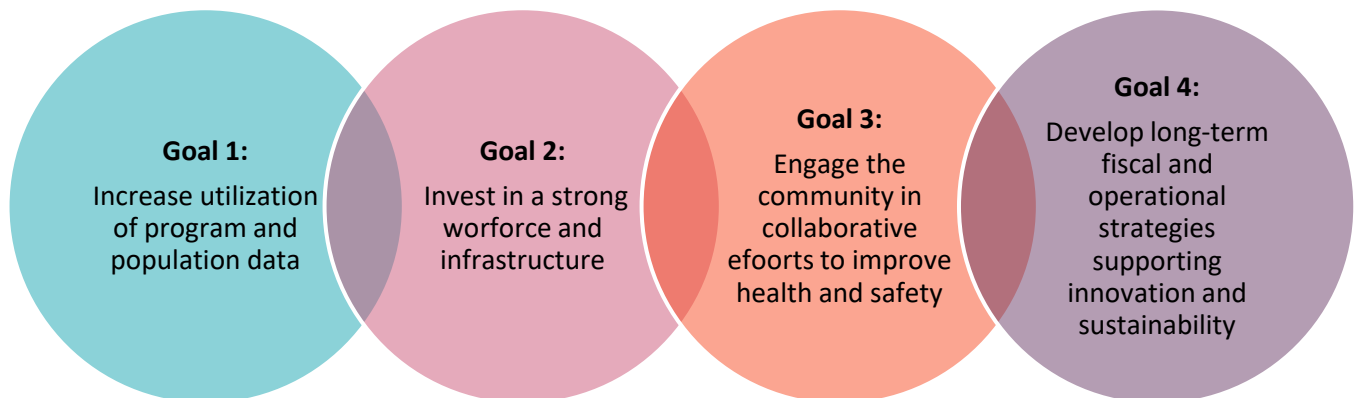 Goal 1:
Increase utilization
of program and
population data
Goal 2:
Invest in a strong
worforce and
infrastructure
Goal 3:
Engage the
community in
collaborative
efoorts to improve
health and safety
Goal 4:
Develop long-term
fiscal and
operational
strategies
supporting
innovation and
sustainability